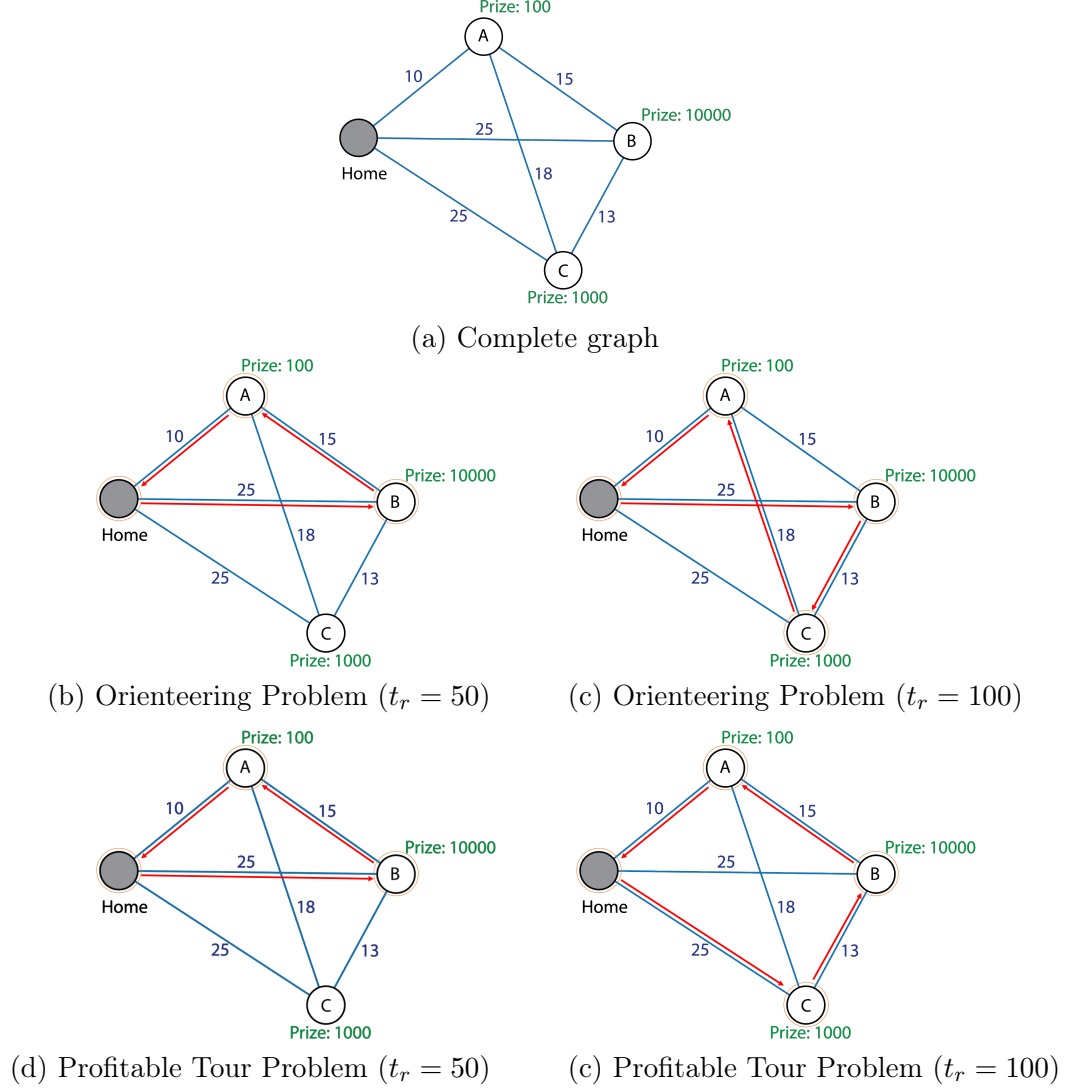 Prize: 100
A
10
15
Prize: 10000
25
B
Home
18
25
13
C
Prize: 1000
(a) Complete graph
Prize: 100
A
10
15
Prize: 10000
25
B
Home
18
25
13
C
Prize: 1000
(b) Orienteering Problem (t_r = 50)
Prize: 100
A
10
15
Prize: 10000
25
B
Home
18
25
13
C
Prize: 1000
(c) Orienteering Problem (t_r = 100)
Prize: 100
A
10
15
Prize: 10000
25
B
Home
18
25
13
C
Prize: 1000
(d) Profitable Tour Problem (t_r = 50)
Prize: 100
A
10
15
Prize: 10000
25
B
Home
18
25
13
C
Prize: 1000
(c) Profitable Tour Problem (t_r = 100)